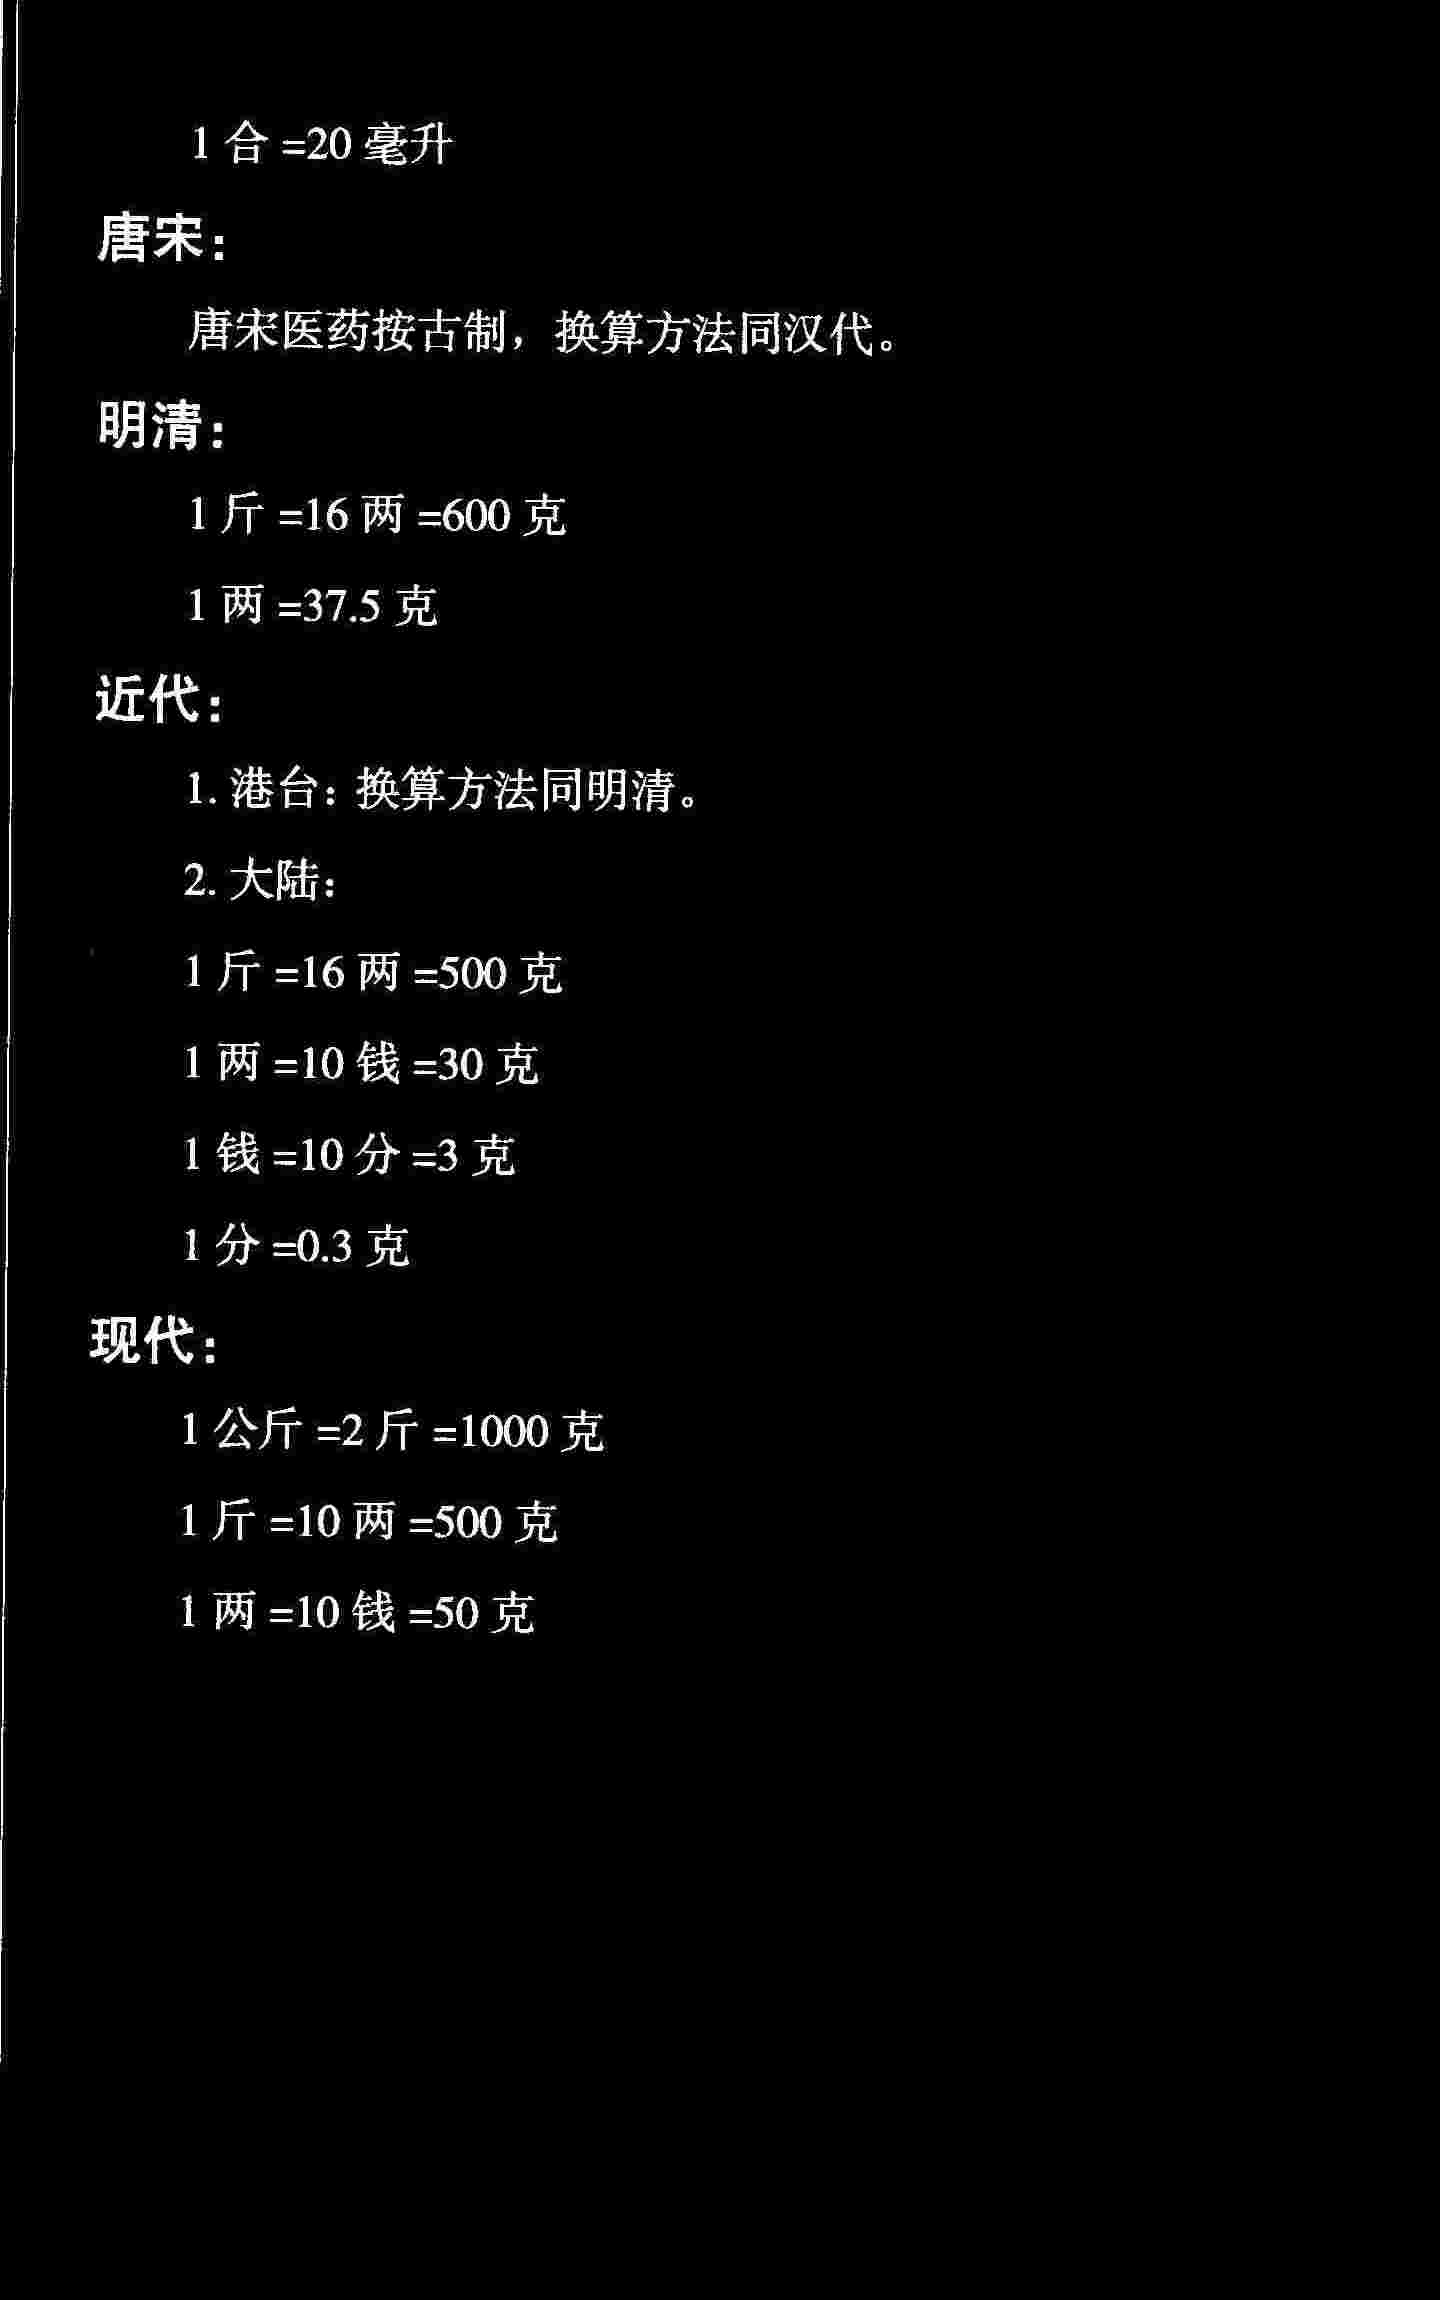 1 合 =20 毫升
唐宋：
唐宋医药按古制，换算方法同汉代。
明清：
1 斤 =16 两 =600 克
1 两 =37.5 克
近代：
1. 港台：换算方法同明清。
2. 大陆：
1 斤 =16 两 =500 克
1 两 =10 钱 =30 克
1 钱 =10 分 =3 克
1 分 =0.3 克
现代：
1 公斤 =2 斤 =1000 克
1 斤 =10 两 =500 克
1 两 =10 钱 =50 克